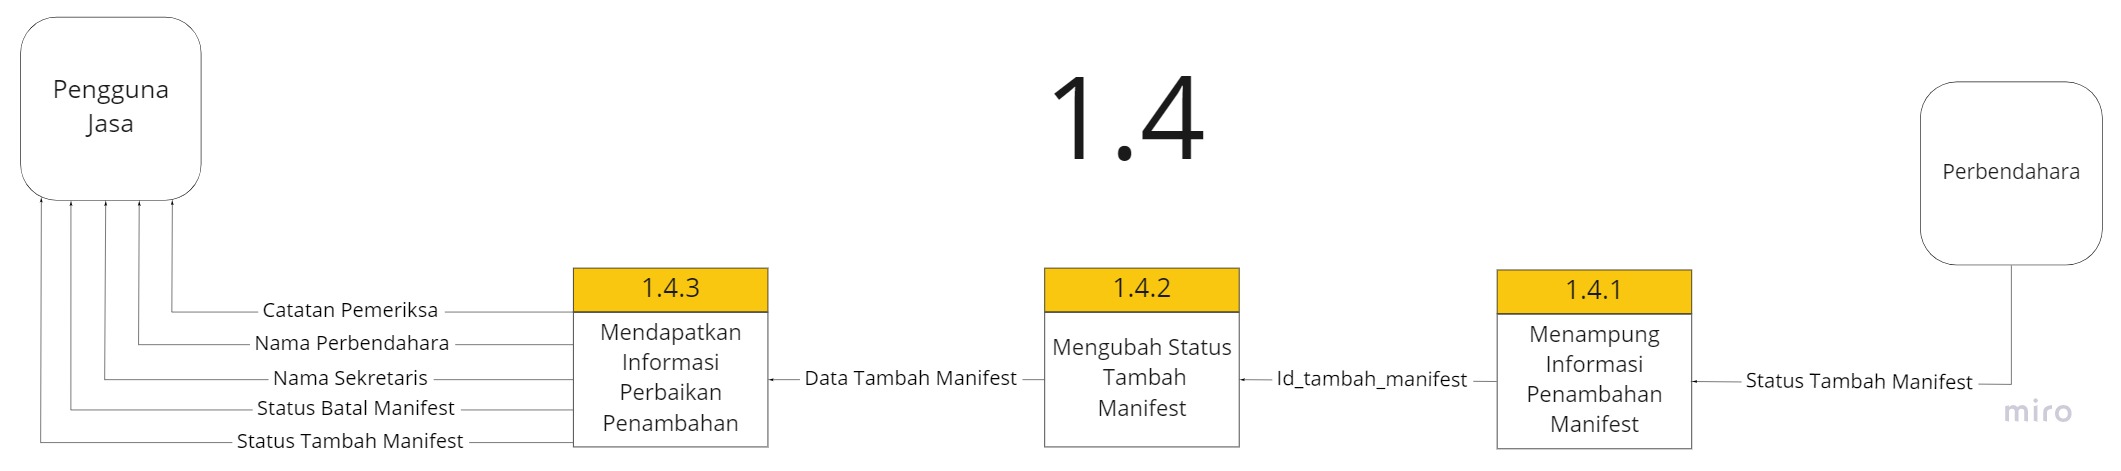 Pengguna
Jasa
1.4
Perbendahara
1.4.3
Mendapatkan
Informasi
Perbaikan
Penambahan
1.4.2
Mengubah Status
Tambah
Manifest
1.4.1
Menampung
Informasi
Penambahan
Manifest
Catatan Pemeriksa
Nama Perbendahara
Nama Sekretaris
Status Batal Manifest
Status Tambah Manifest
Data Tambah Manifest
Id_tambah_manifest
Status Tambah Manifest
miro